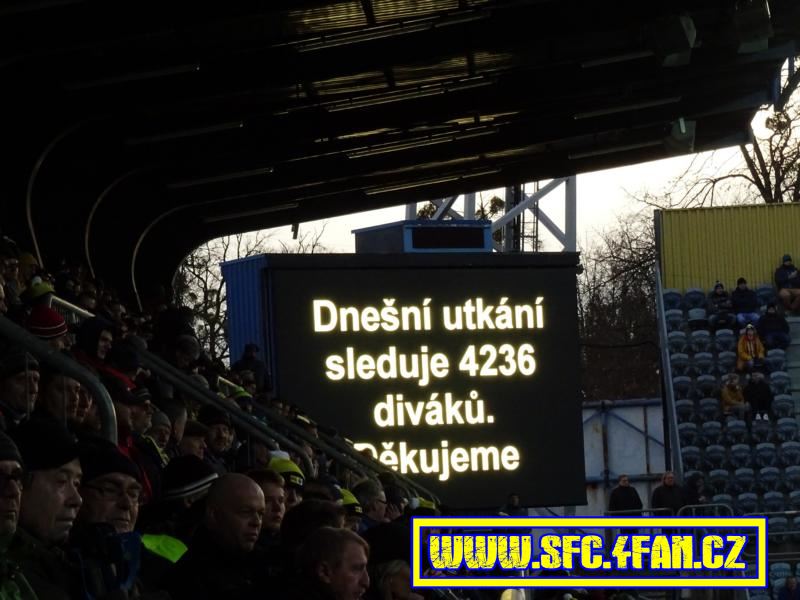 Dnešní utkání
sleduje 4236
diváků.
Děkujeme
WWW.SFC.4FAN.CZ